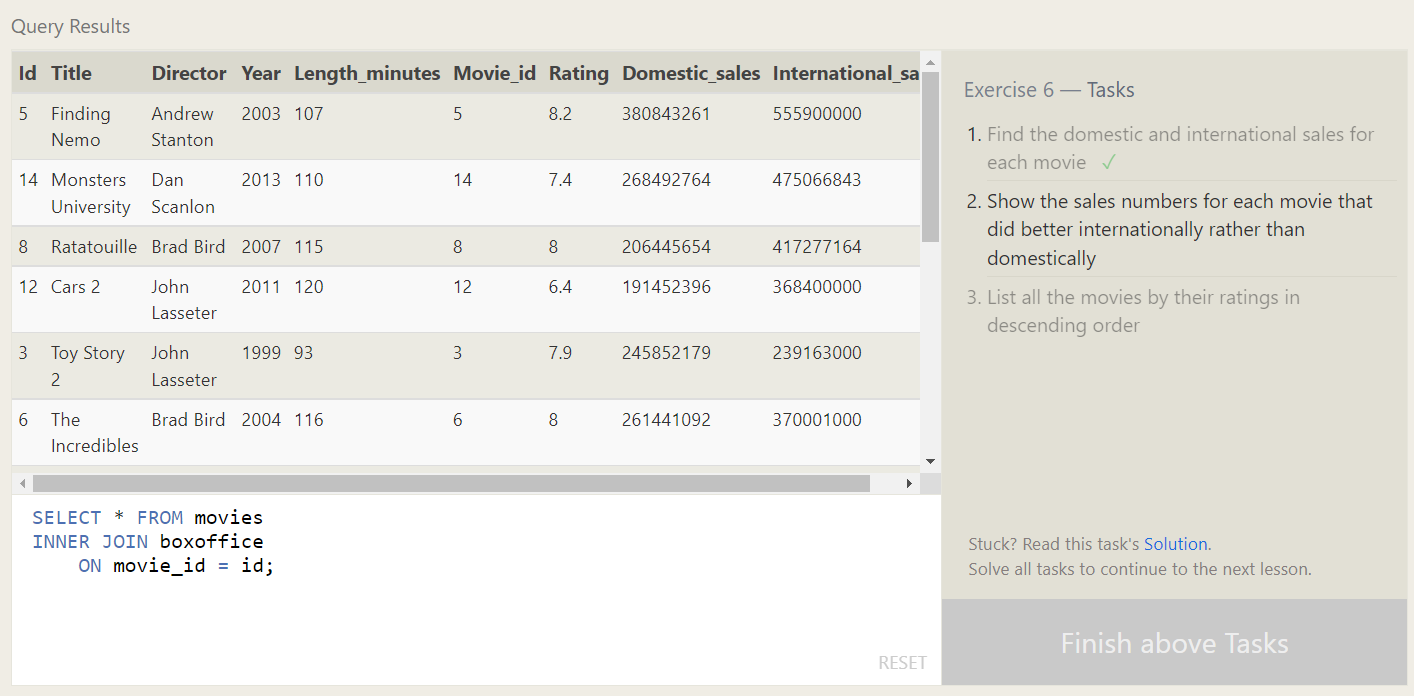 Query Results
Id Title Director Year Length_minutes Movie_id Rating Domestic_sales International_sa
5 Finding Andrew 2003 107 5 8.2 380843261 555900000
Nemo Stanton
14 Monsters Dan 2013 110 14 7.4 268492764 475066843
University Scanlon
8 Ratatouille Brad Bird 2007 115 8 8 206445654 417277164
12 Cars 2 John 2011 120 12 6.4 191452396 368400000
Lasseter
3 Toy Story John 1999 93 3 7.9 245852179 239163000
2 Lasseter
6 The Brad Bird 2004 116 6 8 261441092 370001000
Incredibles
SELECT * FROM movies
INNER JOIN boxoffice
ON movie_id = id;
RESET
Exercise 6 — Tasks
1. Find the domestic and international sales for
each movie ✓
2. Show the sales numbers for each movie that
did better internationally rather than
domestically
3. List all the movies by their ratings in
descending order
Stuck? Read this task's Solution.
Solve all tasks to continue to the next lesson.
Finish above Tasks